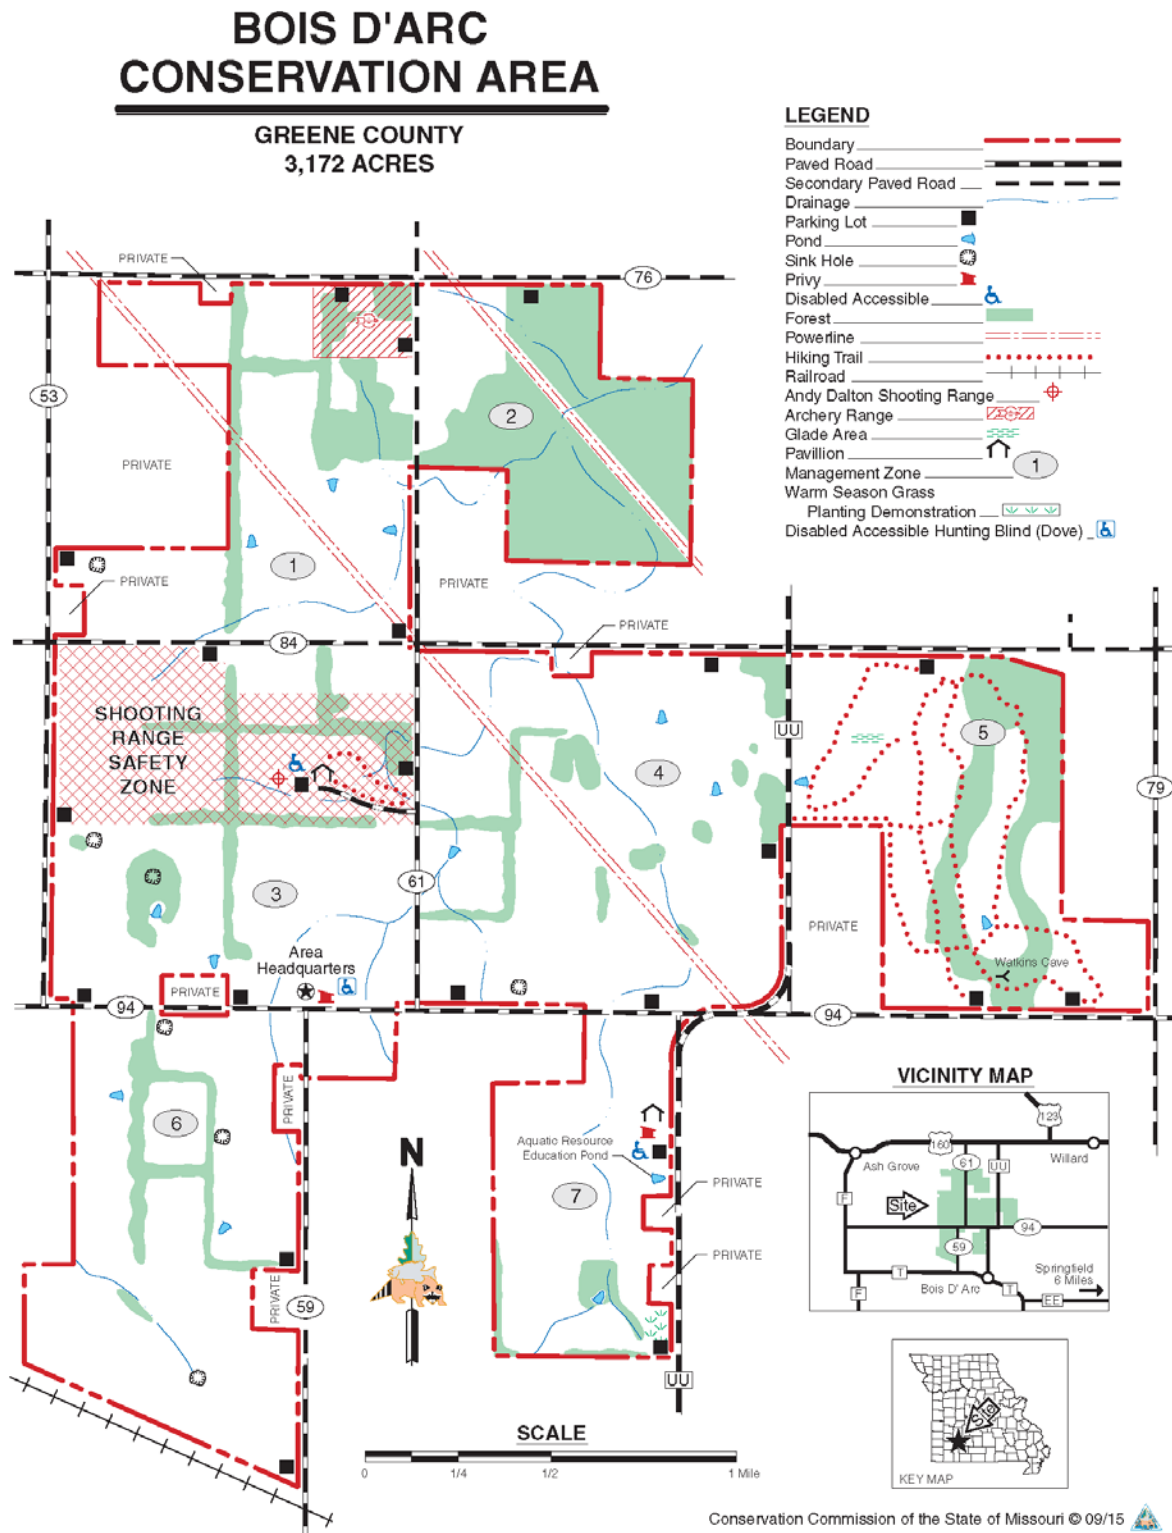 BOIS D'ARC
CONSERVATION AREA
GREENE COUNTY
3,172 ACRES
LEGEND
Boundary
Paved Road
Secondary Paved Road
Drainage
Parking Lot
Pond
Sink Hole
Privy
Disabled Accessible
Forest
Powerline
Hiking Trail
Railroad
Andy Dalton Shooting Range
Archery Range
Glade Area
Pavillion
Management Zone
1
Warm Season Grass
Planting Demonstration
Disabled Accessible Hunting Blind (Dove)
PRIVATE
76
53
2
PRIVATE
1
PRIVATE
PRIVATE
PRIVATE
84
SHOOTING
RANGE
SAFETY
ZONE
UU
5
4
79
3
61
PRIVATE
Area
Headquarters
Watkins Cave
PRIVATE
94
94
PRIVATE
6
N
Aquatic Resource
Education Pond
7
PRIVATE
PRIVATE
PRIVATE
59
UU
VICINITY MAP
123
160
Ash Grove
61
UU
Willard
F
Site
94
59
T
Springfield
6 Miles
Bois D' Arc
F
T
EE
Site
KEY MAP
SCALE
0
1/4
1/2
1 Mile
Conservation Commission of the State of Missouri © 09/15